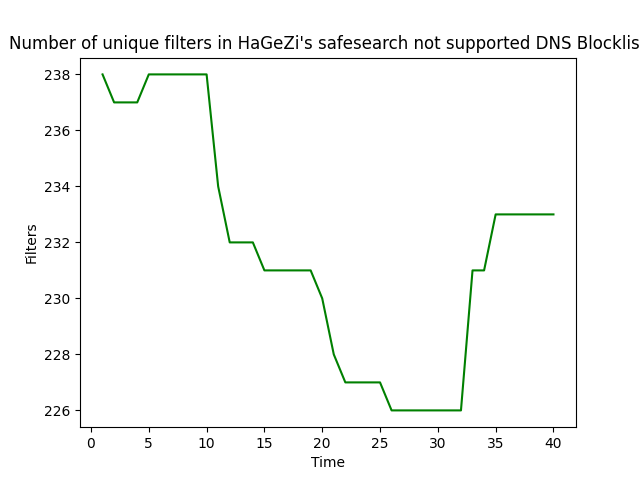 Number of unique filters in HaGeZi's safesearch not supported DNS Blocklis
238
236
234
232
230
228
226
Filters
0 5 10 15 20 25 30 35 40
Time